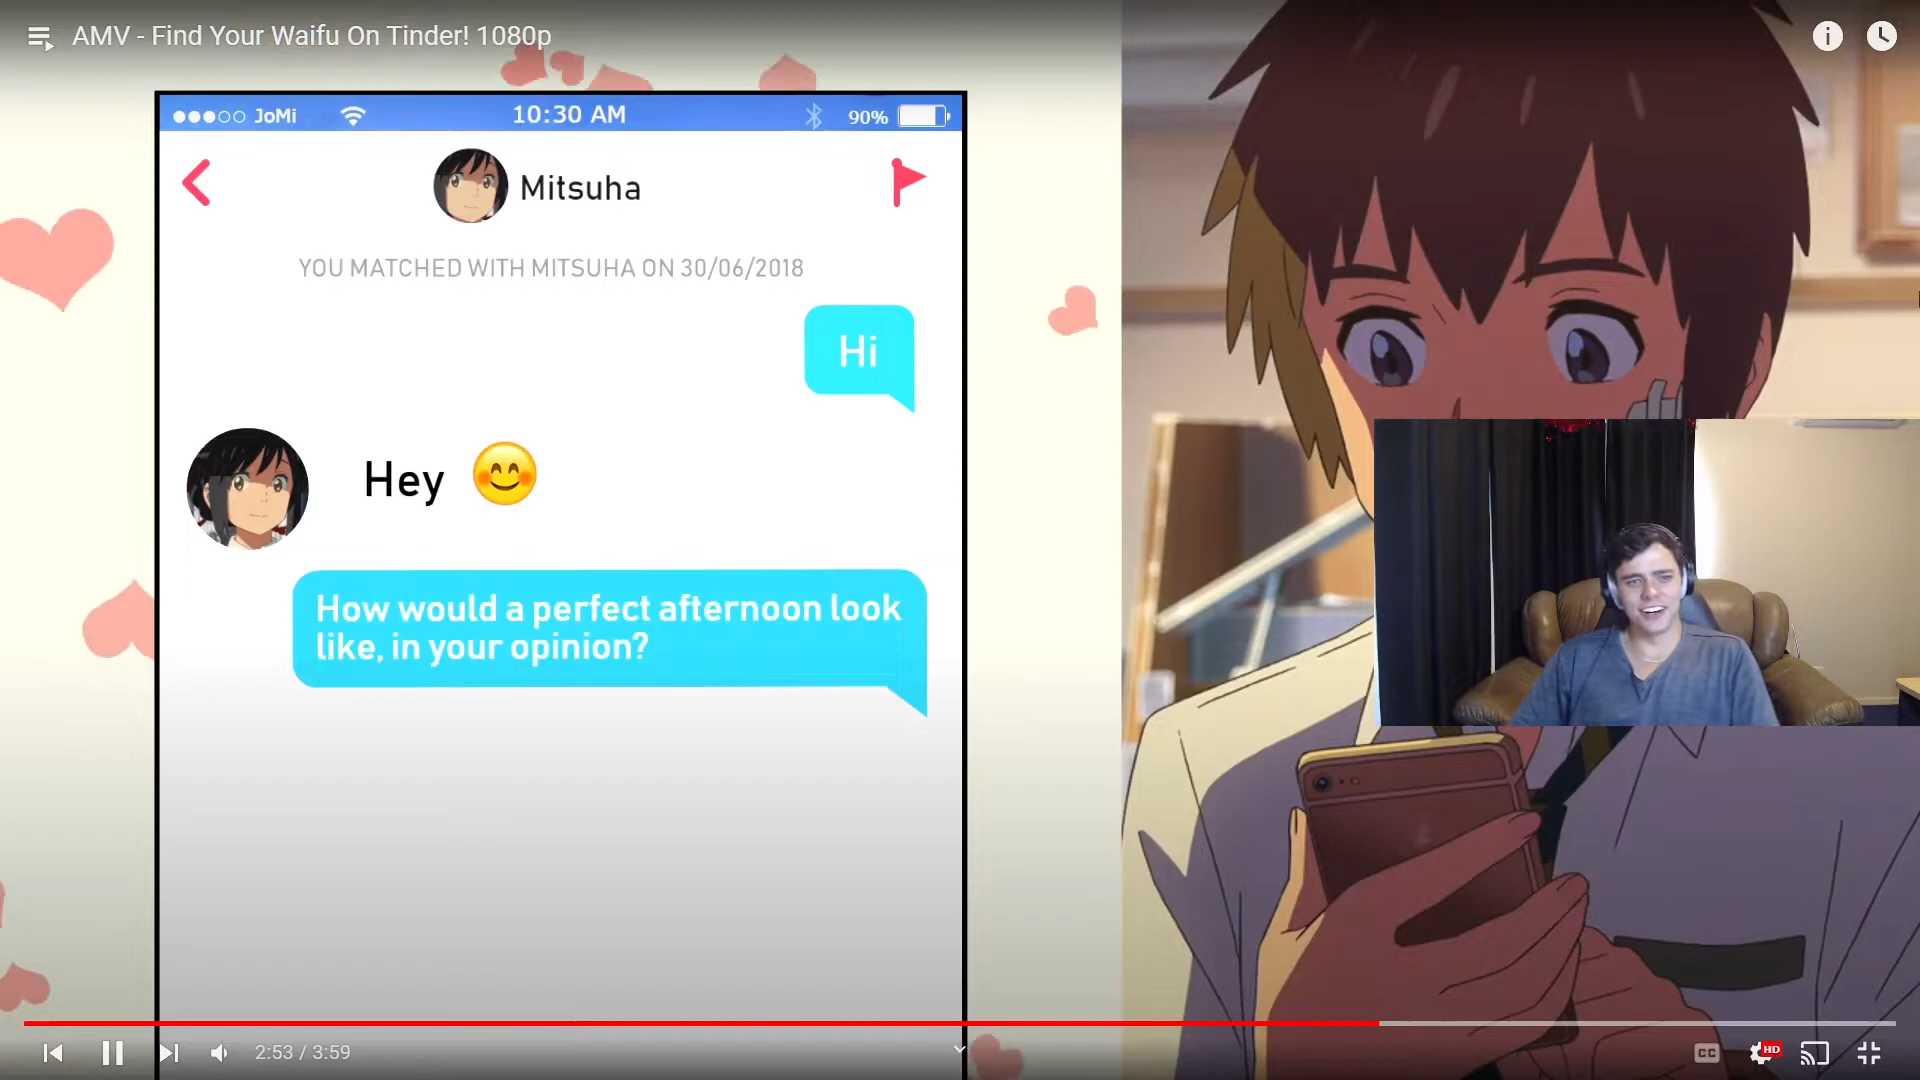 AMV - Find Your Waifu On Tinder! 1080p
JoMi 10:30 AM 90%
Mitsuha
YOU MATCHED WITH MITSUHA ON 30/06/2018
Hi
Hey
How would a perfect afternoon look
like, in your opinion?
2:53 / 3:59
CC HD